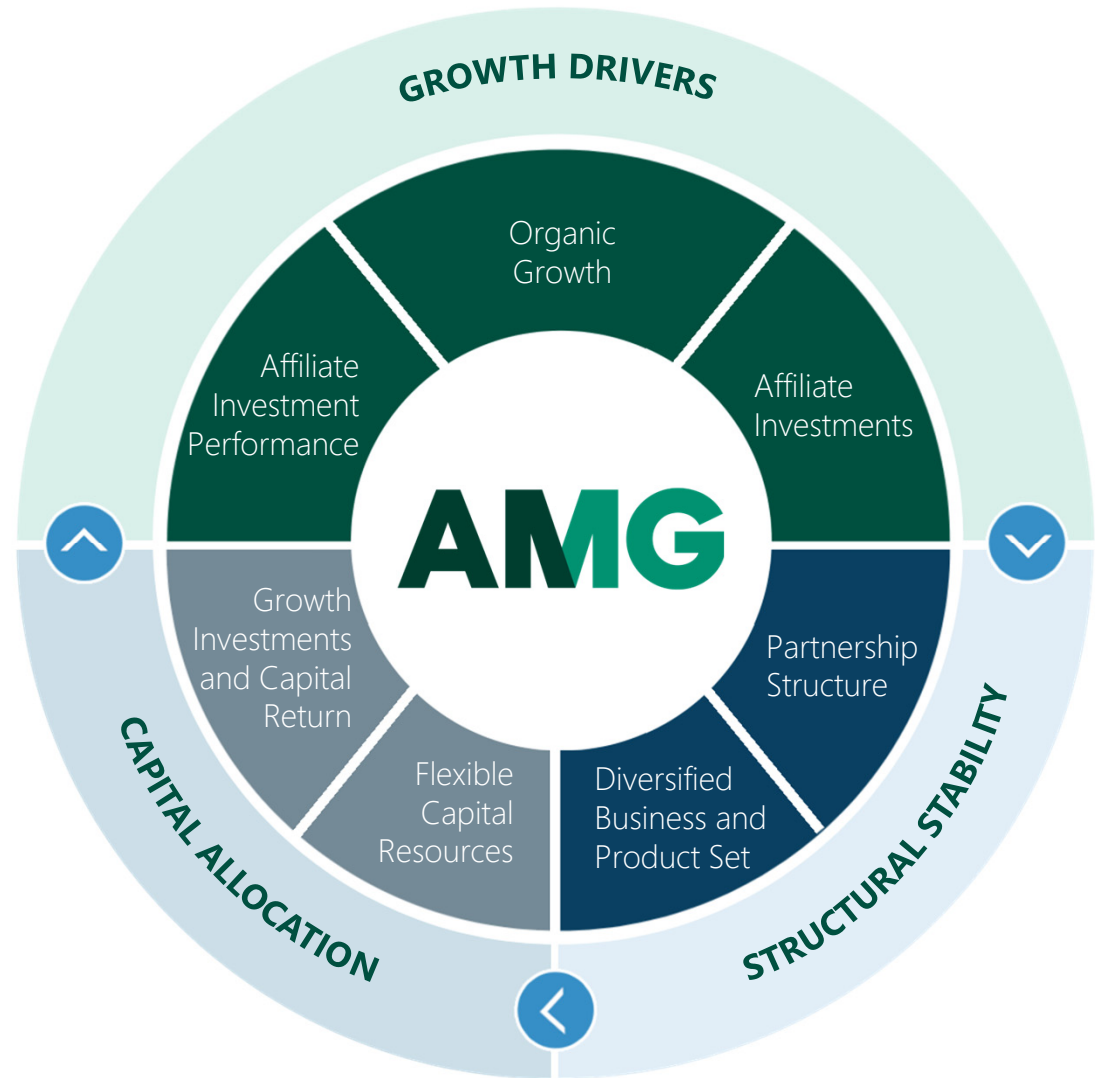 GROWTH DRIVERS
Organic
Growth
Affiliate
Investment
Performance
Affiliate
Investments
AMG
Growth
Investments
and Capital
Return
Partnership
Structure
Flexible
Capital
Resources
Diversified
Business and
Product Set
CAPITAL ALLOCATION
STRUCTURAL STABILITY